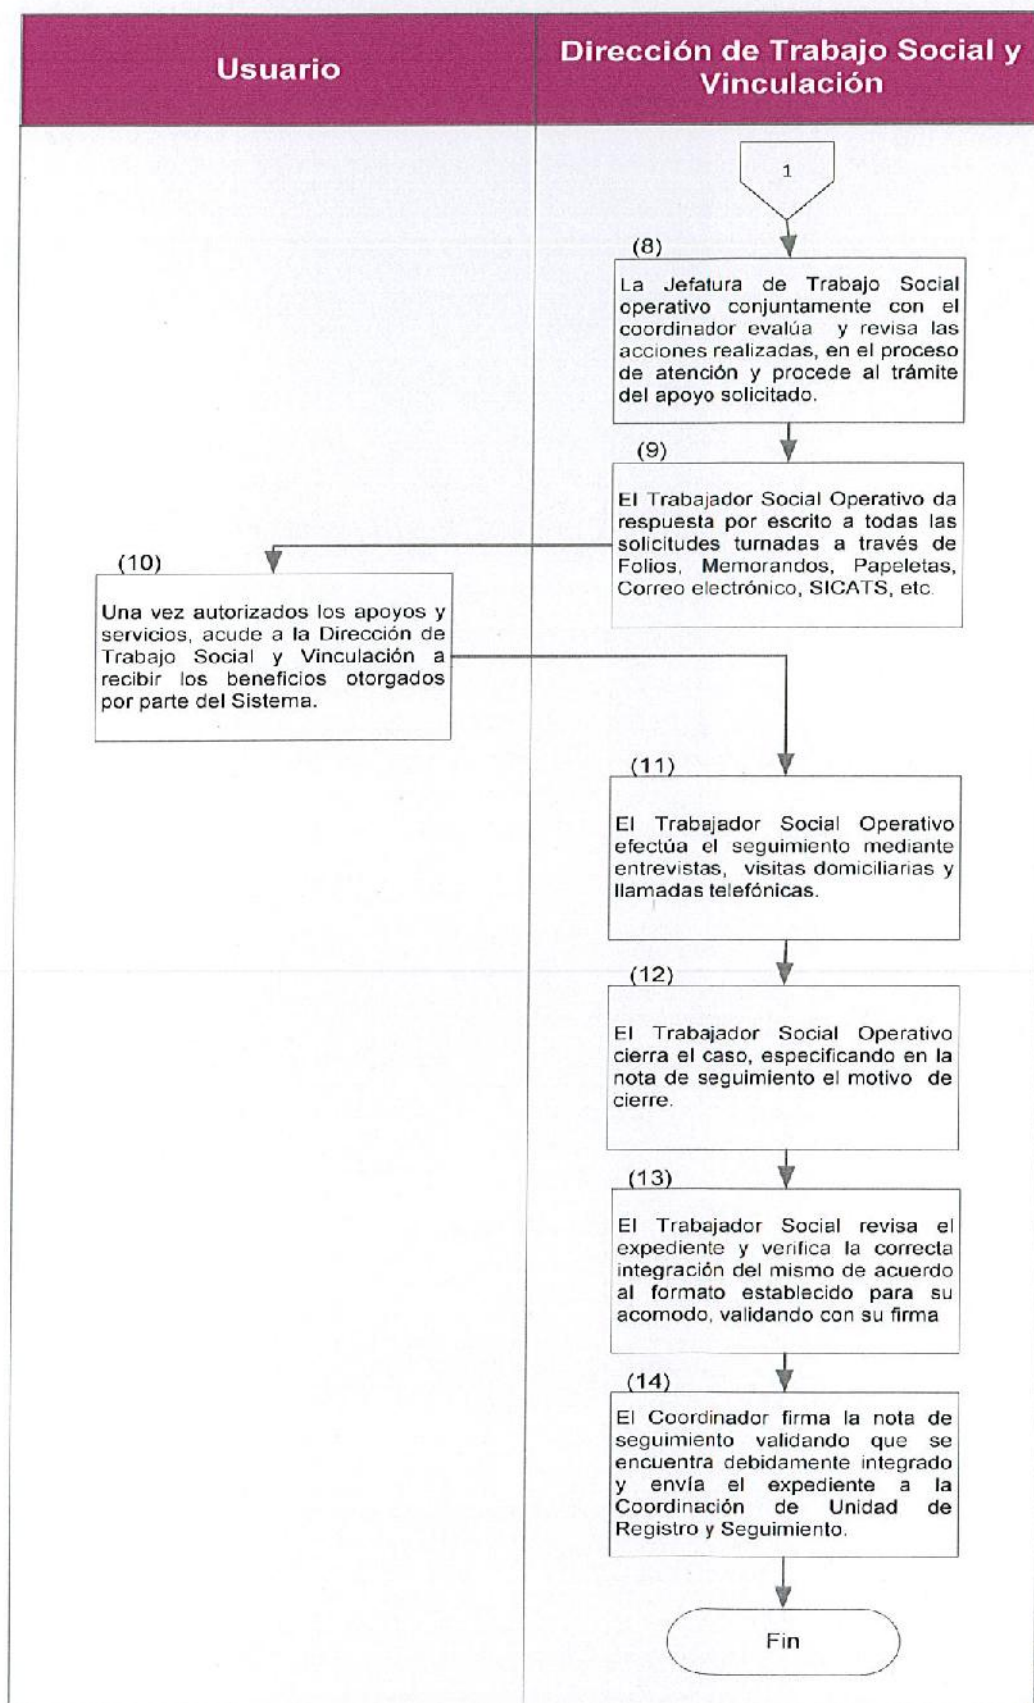 Usuario
Dirección de Trabajo Social y
Vinculación
1
(8)
La Jefatura de Trabajo Social
operativo conjuntamente con el
coordinador evalúa y revisa las
acciones realizadas, en el proceso
de atención y procede al trámite
del apoyo solicitado.
(9)
El Trabajador Social Operativo da
respuesta por escrito a todas las
solicitudes turnadas a través de
Folios, Memorandos, Papeletas,
Correo electrónico, SICATS, etc.
(10)
Una vez autorizados los apoyos y
servicios, acude a la Dirección de
Trabajo Social y Vinculación a
recibir los beneficios otorgados
por parte del Sistema.
(11)
El Trabajador Social Operativo
efectúa el seguimiento mediante
entrevistas, visitas domiciliarias y
llamadas telefónicas.
(12)
El Trabajador Social Operativo
cierra el caso, especificando en la
nota de seguimiento el motivo de
cierre.
(13)
El Trabajador Social revisa el
expediente y verifica la correcta
integración del mismo de acuerdo
al formato establecido para su
acomodo, validando con su firma
(14)
El Coordinador firma la nota de
seguimiento validando que se
encuentra debidamente integrado
y envía el expediente a la
Coordinación de Unidad de
Registro y Seguimiento.
Fin